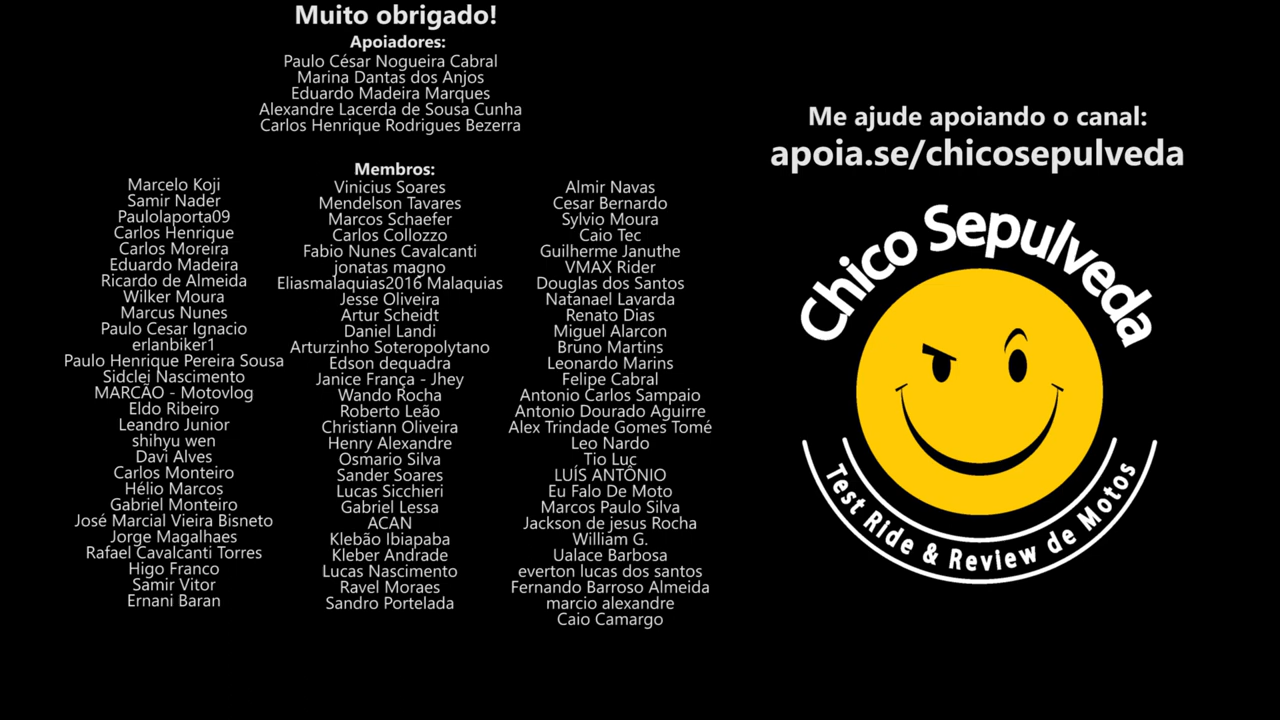 Muito obrigado!
Apoiadores:
Paulo César Nogueira Cabral
Marina Dantas dos Anjos
Eduardo Madeira Marques
Alexandre Lacerda de Sousa Cunha
Carlos Henrique Rodrigues Bezerra
Membros:
Marcelo Koji
Samir Nader
Paulolaporta09
Carlos Henrique
Carlos Moreira
Eduardo Madeira
Ricardo de Almeida
Wilker Moura
Marcus Nunes
Paulo Cesar Ignacio
erlanbiker1
Paulo Henrique Pereira Sousa
Sidclei Nascimento
MARCÃO - Motovlog
Eldo Ribeiro
Leandro Junior
shihyu wen
Davi Alves
Carlos Monteiro
Hélio Marcos
Gabriel Monteiro
José Marcial Vieira Bisneto
Jorge Magalhaes
Rafael Cavalcanti Torres
Higo Franco
Samir Vitor
Ernani Baran
Vinicius Soares
Mendelson Tavares
Marcos Schaefer
Carlos Collozzo
Fabio Nunes Cavalcanti
jonatas magno
Eliasmalaquias2016 Malaquias
Jesse Oliveira
Artur Scheidt
Daniel Landi
Arturzinho Soteropolytano
Edson dequadra
Janice França - Jhey
Wando Rocha
Roberto Leão
Christiann Oliveira
Henry Alexandre
Osmario Silva
Sander Soares
Lucas Sicchieri
Gabriel Lessa
ACAN
Klebão Ibiapaba
Kleber Andrade
Lucas Nascimento
Ravel Moraes
Sandro Portelada
Almir Navas
Cesar Bernardo
Sylvio Moura
Caio Tec
Guilherme Januthe
VMAX Rider
Douglas dos Santos
Natanael Lavarda
Renato Dias
Miguel Alarcon
Bruno Martins
Leonardo Marins
Felipe Cabral
Antonio Carlos Sampaio
Antonio Dourado Aguirre
Alex Trindade Gomes Tomé
Leo Nardo
Tio Luc
LUÍS ANTÔNIO
Eu Falo De Moto
Marcos Paulo Silva
Jackson de jesus Rocha
William G.
Ualace Barbosa
everton lucas dos santos
Fernando Barroso Almeida
marcio alexandre
Caio Camargo
Me ajude apoiando o canal:
apoia.se/chicosepulveda
Chico Sepulveda
Test Ride & Review de Motos